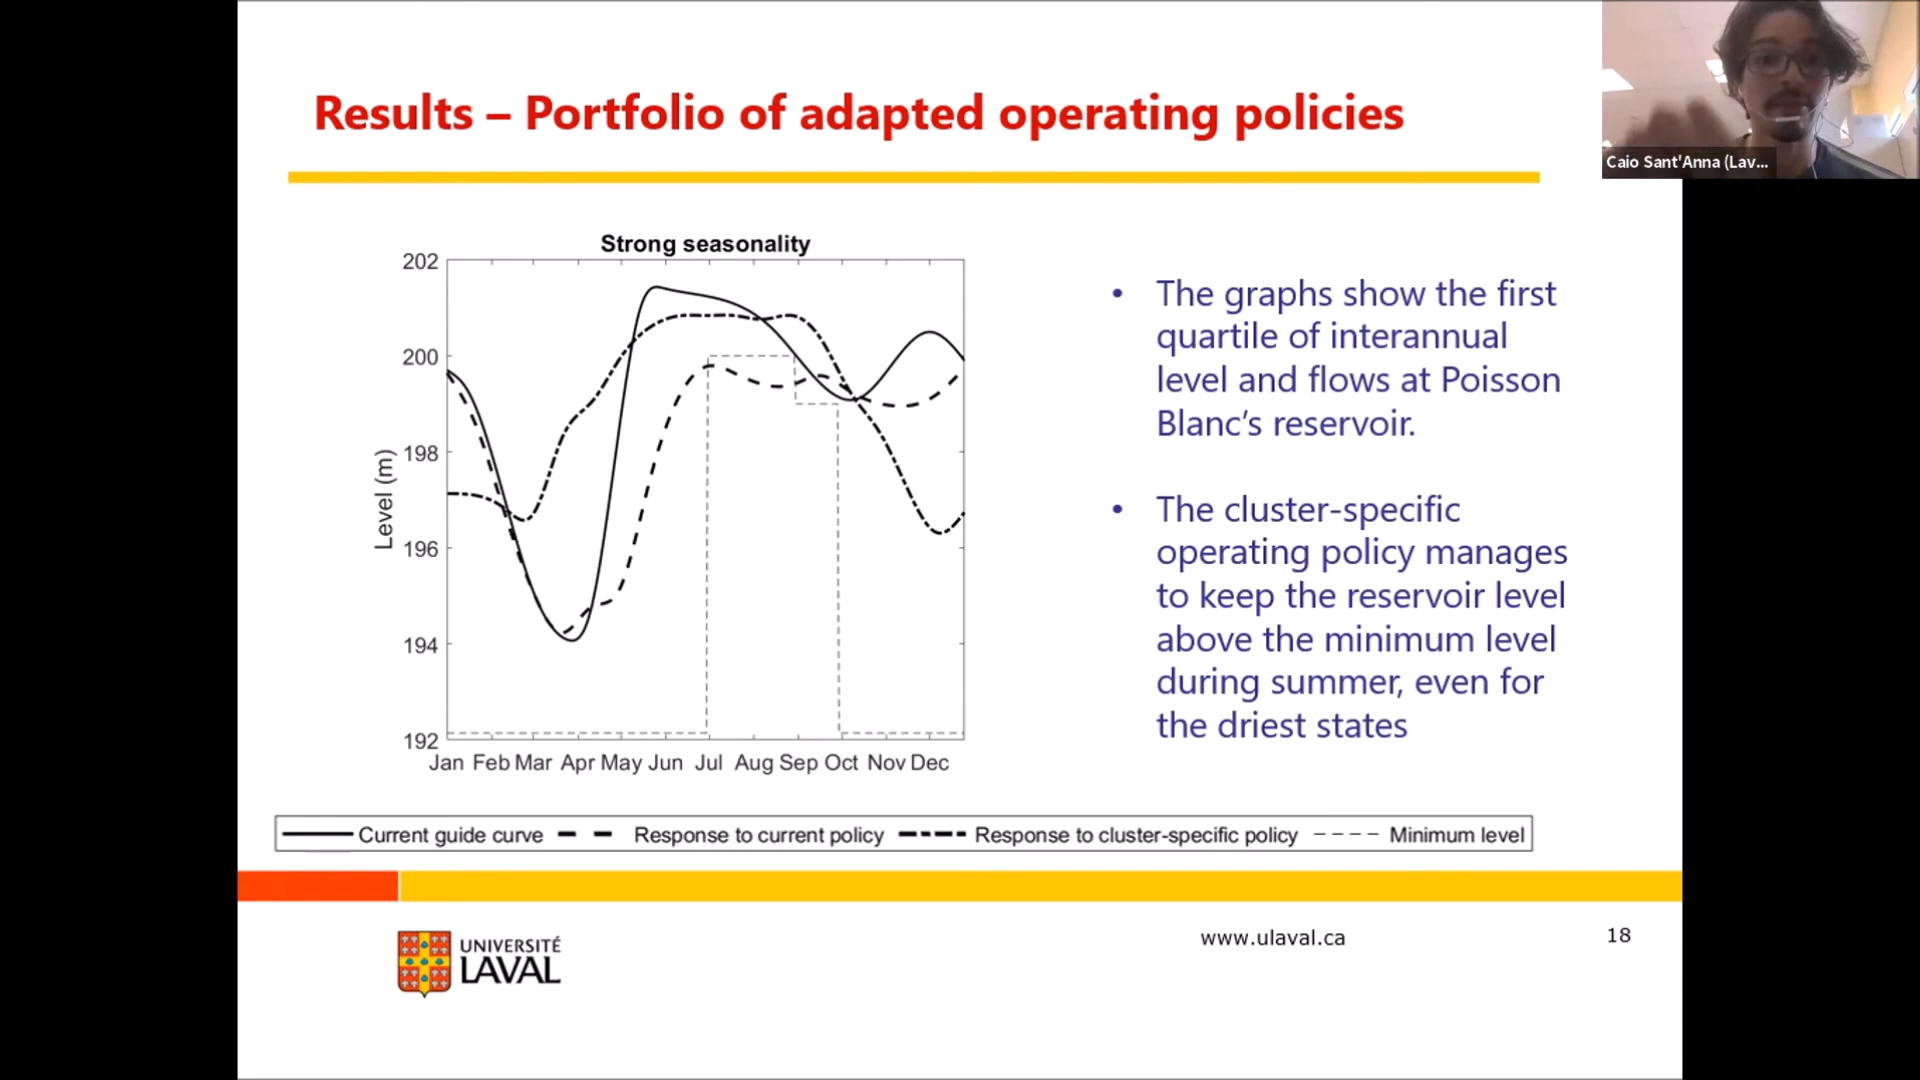 Results – Portfolio of adapted operating policies
Caio Sant'Anna (Lav...
Strong seasonality
202
200
198
196
194
192
Level (m)
Jan Feb Mar Apr May Jun Jul Aug Sep Oct Nov Dec
Current guide curve Response to current policy Response to cluster-specific policy Minimum level
• The graphs show the first
quartile of interannual
level and flows at Poisson
Blanc’s reservoir.
• The cluster-specific
operating policy manages
to keep the reservoir level
above the minimum level
during summer, even for
the driest states
UNIVERSITÉ
LAVAL
www.ulaval.ca
18